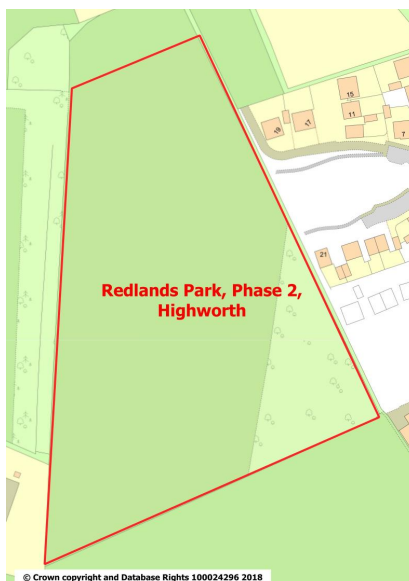 15
11
19
17
7
21
Redlands Park, Phase 2,
Highworth
© Crown copyright and Database Rights 100024296 2018